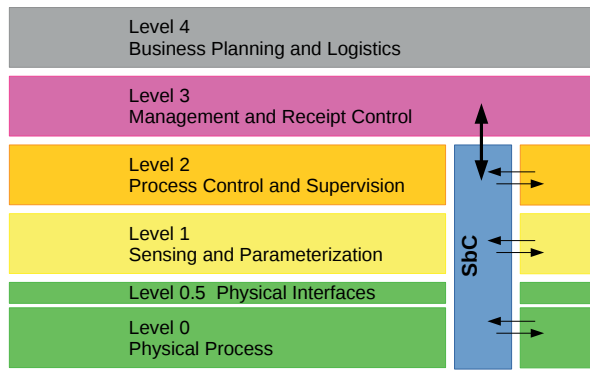 Level 4
Business Planning and Logistics
Level 3
Management and Receipt Control
Level 2
Process Control and Supervision
Level 1
Sensing and Parameterization
SbC
Level 0.5 Physical Interfaces
Level 0
Physical Process